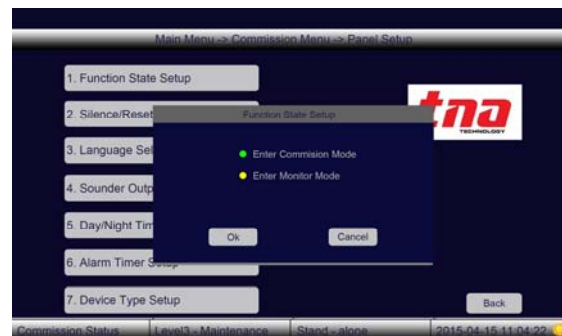 Main Menu -> Commission Menu -> Panel Setup
1. Function State Setup
2. Silence/Reset
tna
TECHNOLOGY
Function State Setup
3. Language Sel
Enter Commision Mode
Enter Monitor Mode
4. Sounder Outp
5. Day/Night Tim
Ok
Cancel
6. Alarm Timer Setup
7. Device Type Setup
Back
Commission Status
Level3 - Maintenance
Stand - alone
2015-04-15 11:04:22